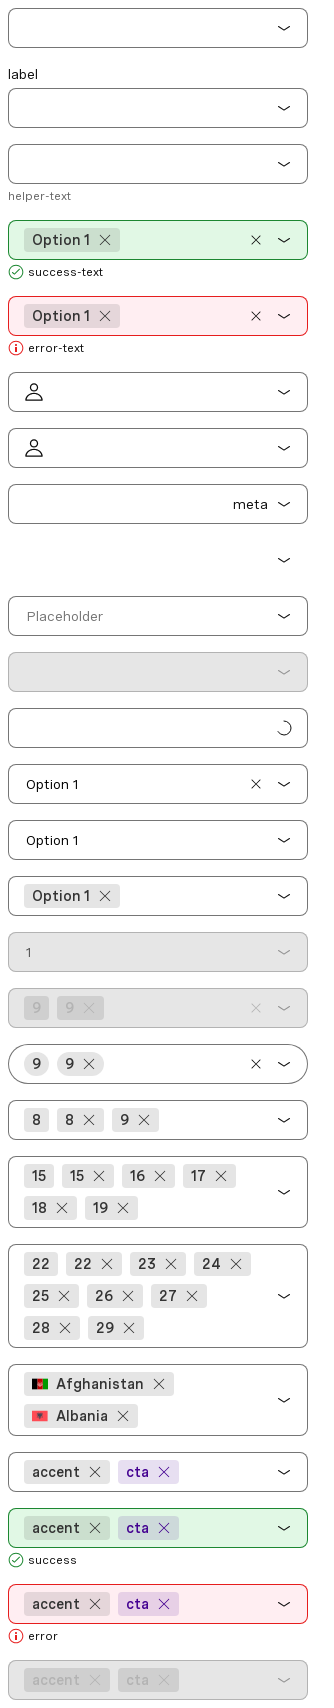 label
helper-text
Option 1
success-text
Option 1
error-text
meta
Placeholder
Option 1
Option 1
Option 1
1
9 9
9 9
8 8 9
15 15 16 17
18 19
22 22 23 24
25 26 27
28 29
Afghanistan
Albania
accent cta
accent cta
success
accent cta
error
accent cta